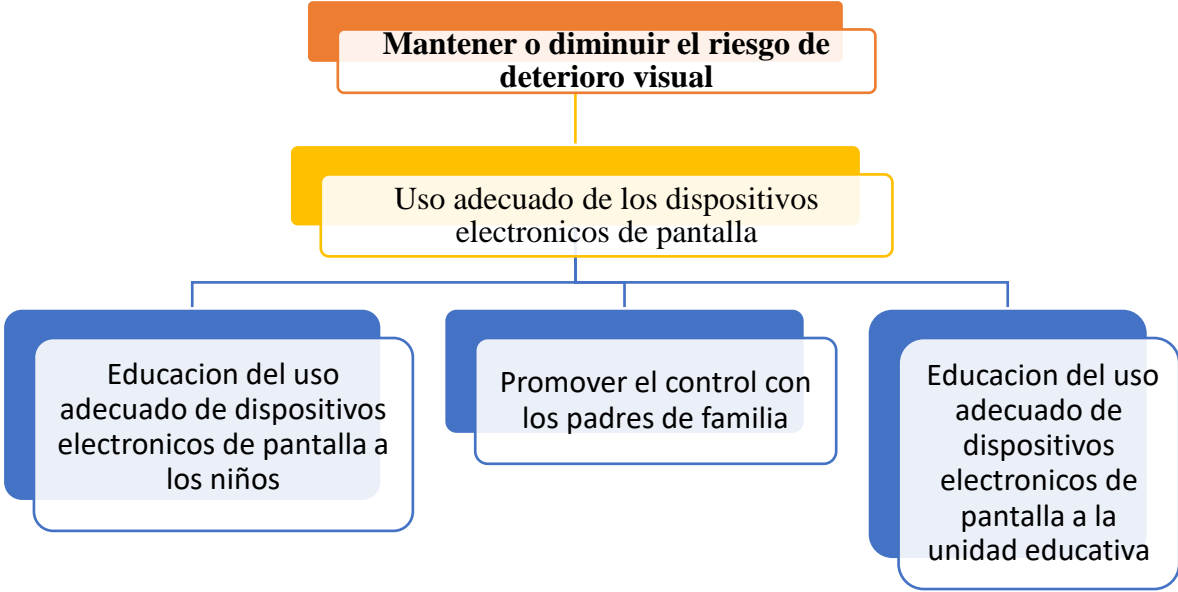 Mantener o diminuir el riesgo de
deterioro visual
Uso adecuado de los dispositivos
electronicos de pantalla
Educacion del uso
adecuado de dispositivos
electronicos de pantalla a
los niños
Promover el control con
los padres de familia
Educacion del uso
adecuado de
dispositivos
electronicos de
pantalla a la
unidad educativa